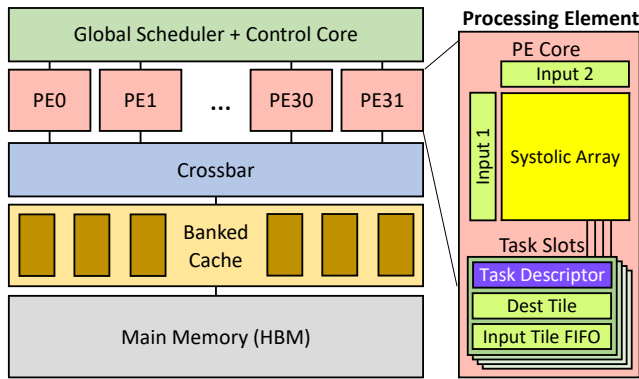 Global Scheduler + Control Core
PE0
PE1
...
PE30
PE31
Crossbar
Banked
Cache
Main Memory (HBM)
Processing Element
PE Core
Input 2
Input 1
Systolic Array
Task Slots
Task Descriptor
Dest Tile
Input Tile FIFO